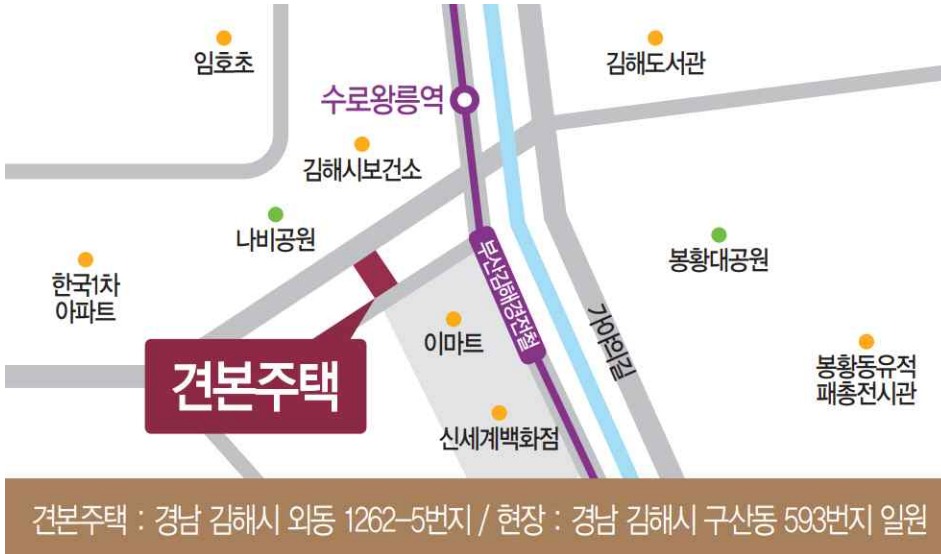 임호초
김해도서관
수로왕릉역
김해시보건소
나비공원
봉황대공원
한국1차
아파트
부산김해경전철
가야의길
이마트
견본주택
봉황동유적
패총전시관
신세계백화점
견본주택 : 경남 김해시 외동 1262-5번지 / 현장 : 경남 김해시 구산동 593번지 일원